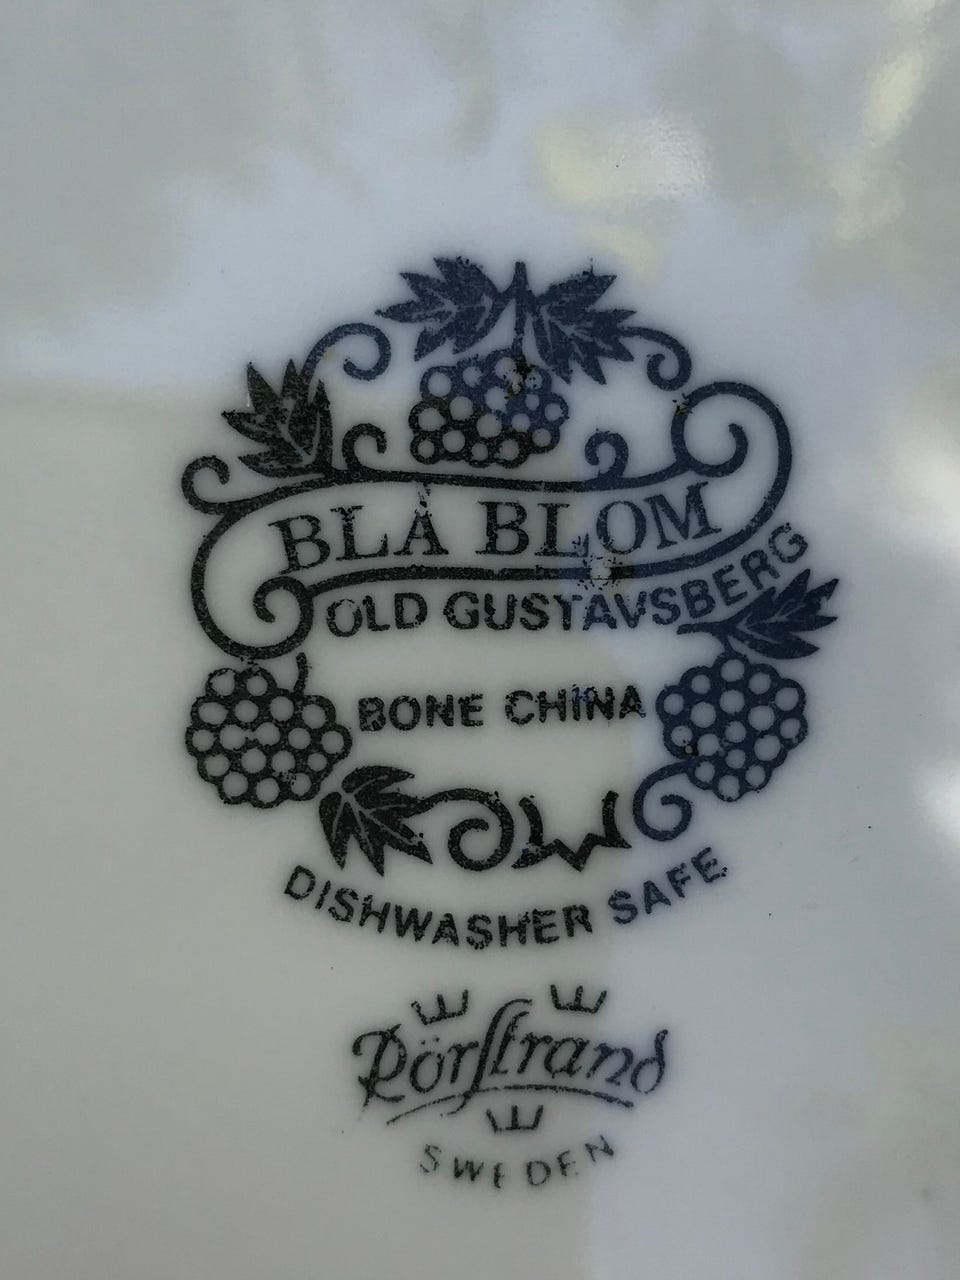 BLÅ BLOM
OLD GUSTAVSBERG
BONE CHINA
DISHWASHER SAFE
Rörstrand
SWEDEN